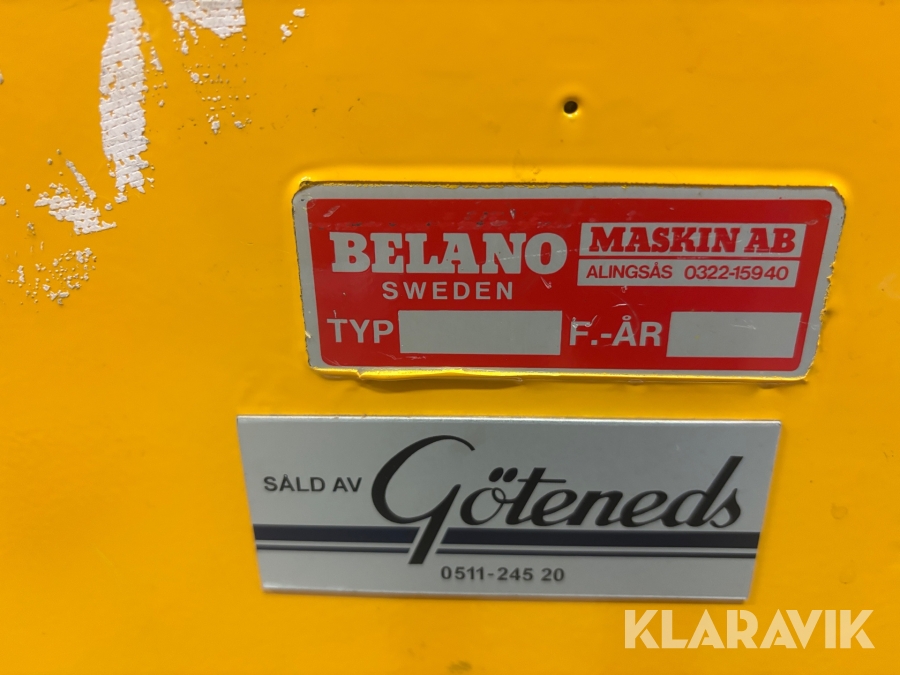 BELANO
SWEDEN
MASKIN AB
ALINGSÅS 0322-15940
TYP
F.-ÅR
SÅLD AV Göteneds
0511-245 20
KLARAVIK